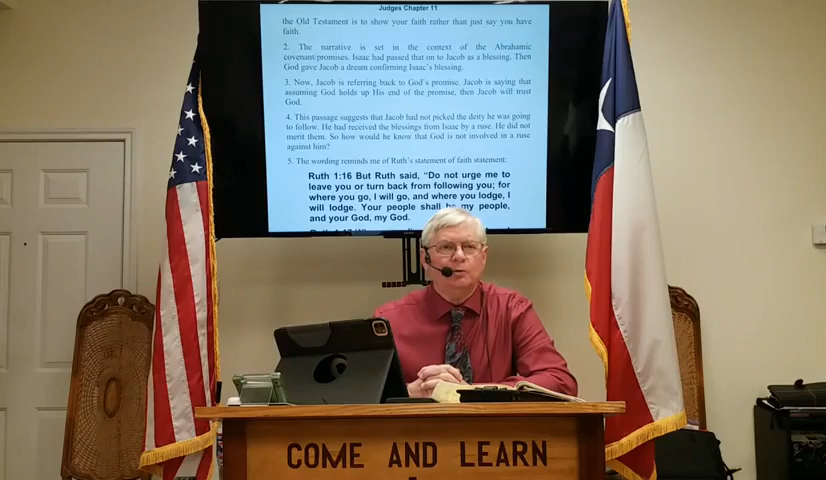 Judges Chapter 11
the Old Testament is to show your faith rather than just say you have
faith.
2. The narrative is set in the context of the Abrahamic
covenant/promises. Isaac had passed that on to Jacob as a blessing. Then
God gave Jacob a dream confirming Isaac's blessing.
3. Now, Jacob is referring back to God's promise. Jacob is saying that
assuming God holds up His end of the promise, then Jacob will trust
God.
4. This passage suggests that Jacob had not picked the deity he was going
to follow. He had received the blessings from Isaac by a ruse. He did not
merit them. So how would he know that God is not involved in a ruse
against him?
5. The wording reminds me of Ruth's statement of faith statement:
Ruth 1:16 But Ruth said, "Do not urge me to
leave you or turn back from following you; for
where you go, I will go, and where you lodge, I
will lodge. Your people shall be my people,
and your God, my God.
COME AND LEARN